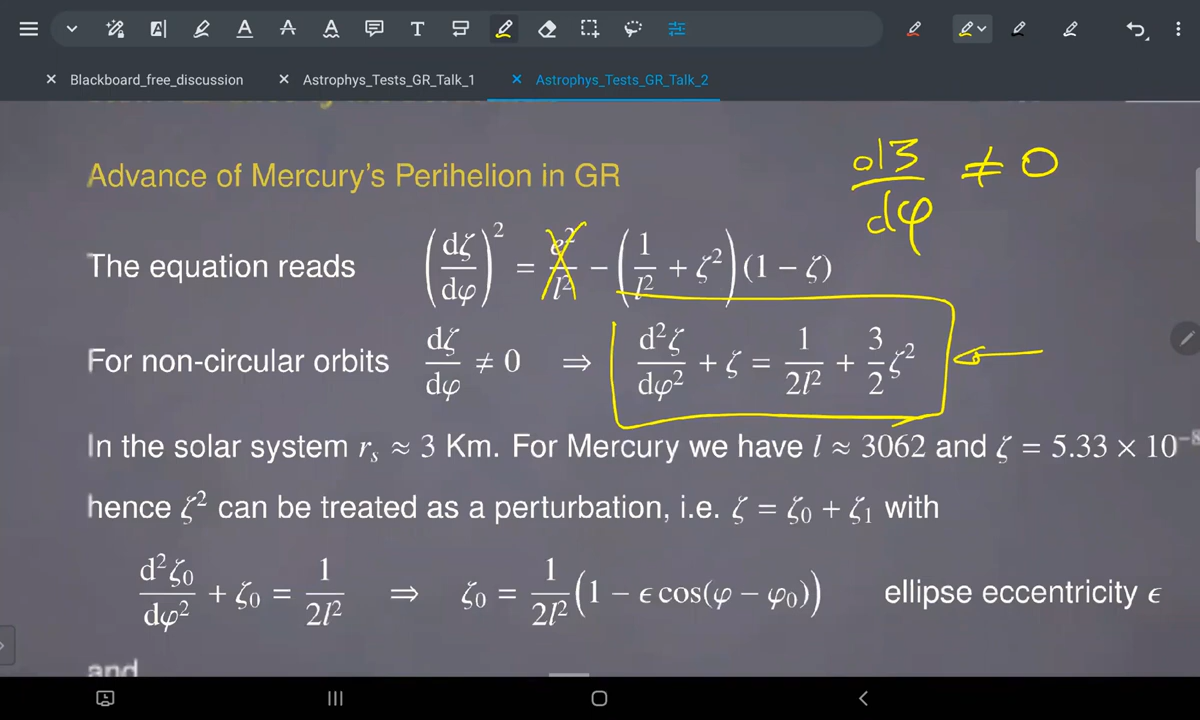 Blackboard_free_discussion Astrophys_Tests_GR_Talk_1 Astrophys_Tests_GR_Talk_2
Advance of Mercury's Perihelion in GR
dζ/dφ ≠ 0
The equation reads (dζ/dφ)² = e²/l² − (1/l² + ζ²)(1 − ζ)
For non-circular orbits dζ/dφ ≠ 0 ⇒ d²ζ/dφ² + ζ = 1/2l² + 3/2 ζ²
In the solar system rₛ ≈ 3 Km. For Mercury we have l ≈ 3062 and ζ = 5.33 × 10⁻⁸
hence ζ² can be treated as a perturbation, i.e. ζ = ζ₀ + ζ₁ with
d²ζ₀/dφ² + ζ₀ = 1/2l² ⇒ ζ₀ = 1/2l² (1 − ϵ cos(φ − φ₀)) ellipse eccentricity ϵ
and